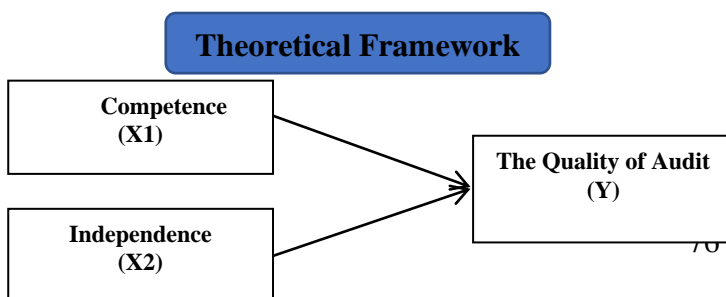 Theoretical Framework
Competence
(X1)
The Quality of Audit
(Y)
Independence
(X2)